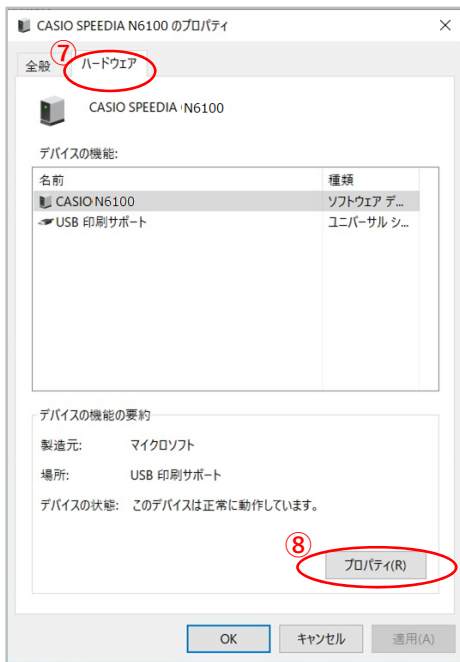 CASIO SPEEDIA N6100 のプロパティ
全般 ⑦ ハードウェア
CASIO SPEEDIA N6100
デバイスの機能:
名前 種類
CASIO N6100 ソフトウェア デ...
USB 印刷サポート ユニバーサル シ...
デバイスの機能の要約
製造元: マイクロソフト
場所: USB 印刷サポート
デバイスの状態: このデバイスは正常に動作しています。
⑧
プロパティ(R)
OK キャンセル 適用(A)